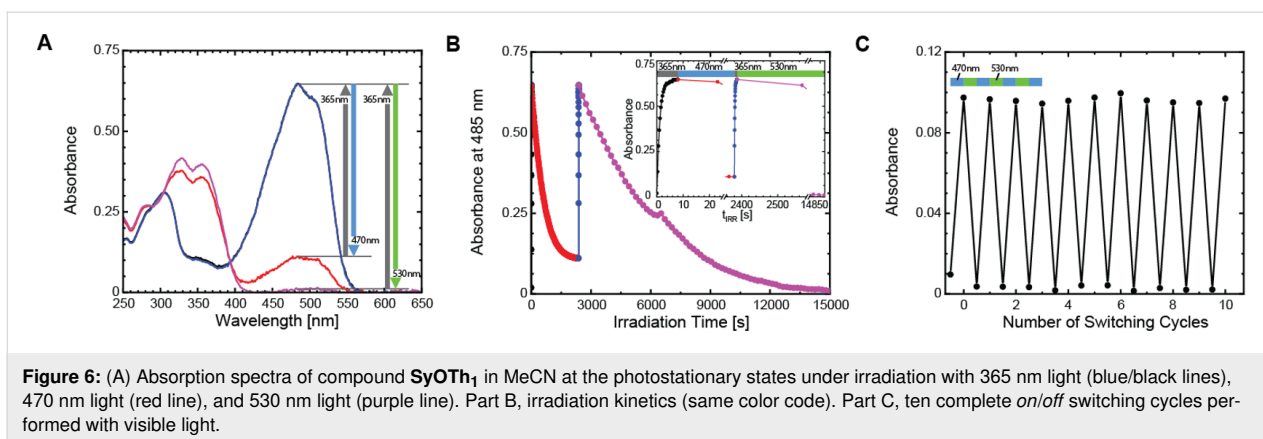 A
0.75
0.50
0.25
0
Absorbance
365nm
365nm
470nm
530nm
250 300 350 400 450 500 550 600 650
Wavelength [nm]
B
0.75
0.50
0.25
0
Absorbance at 485 nm
365nm 470nm 365nm 530nm
0.75
0.50
0.25
0
Absorbance
0 10 20 2400 2500 14850
tIRR [s]
0 3000 6000 9000 12000 15000
Irradiation Time [s]
C
0.12
0.08
0.04
0
Absorbance
470nm 530nm
0 2 4 6 8 10
Number of Switching Cycles
Figure 6: (A) Absorption spectra of compound SyOTh1 in MeCN at the photostationary states under irradiation with 365 nm light (blue/black lines),
470 nm light (red line), and 530 nm light (purple line). Part B, irradiation kinetics (same color code). Part C, ten complete on/off switching cycles per-
formed with visible light.